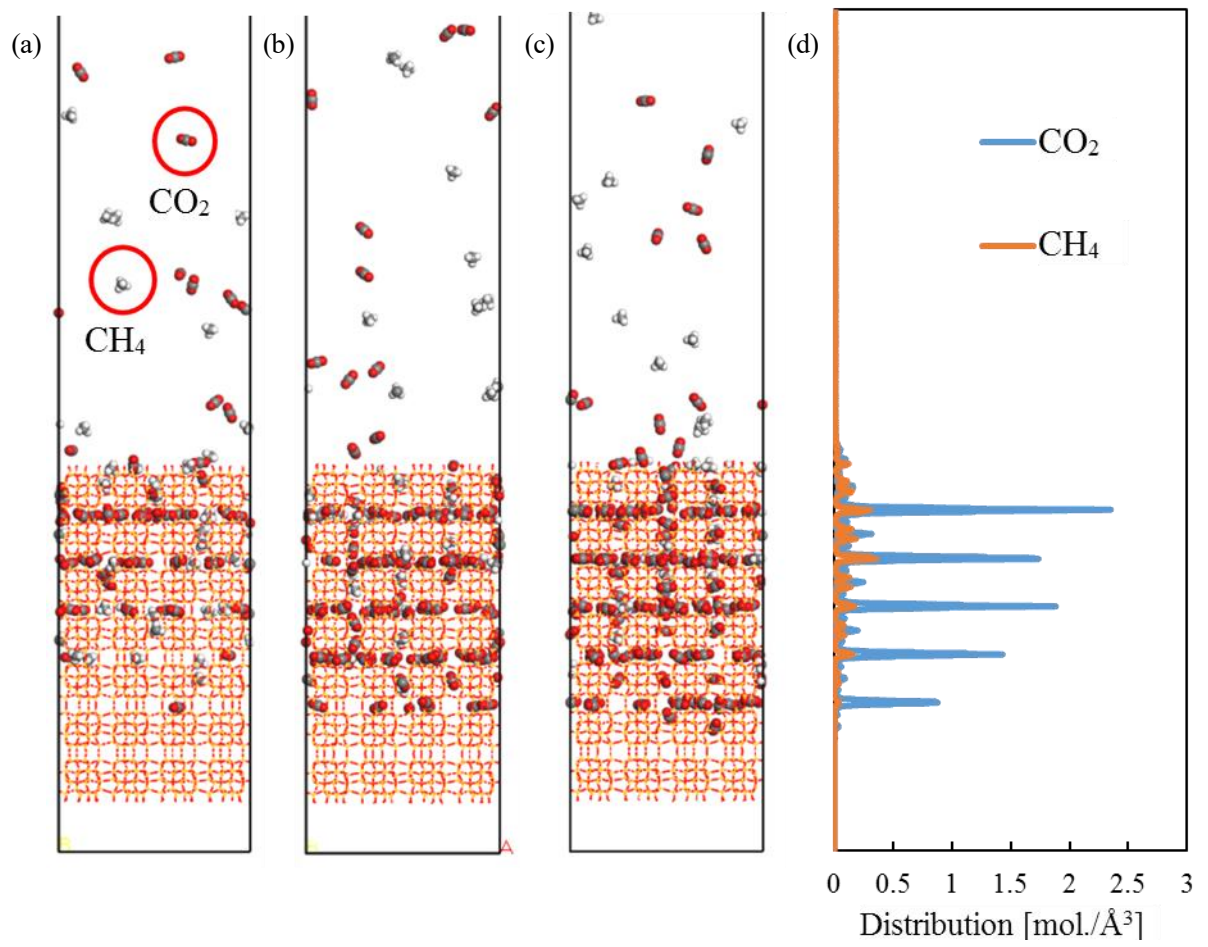 (a) (b) (c) (d)
CO₂
CH₄
CO₂
CH₄
0 0.5 1 1.5 2 2.5 3
Distribution [mol./Å³]